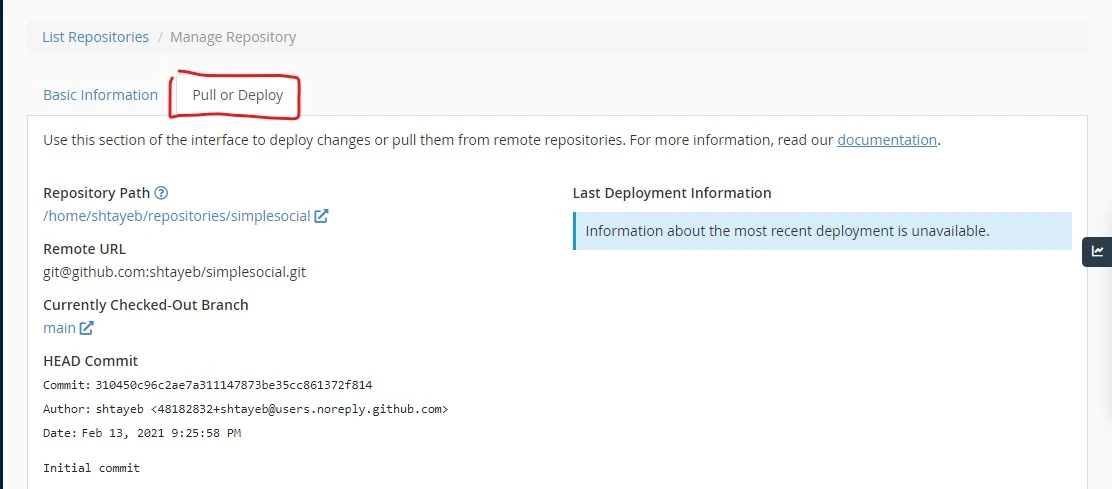 List Repositories / Manage Repository
Basic Information Pull or Deploy
Use this section of the interface to deploy changes or pull them from remote repositories. For more information, read our documentation.
Repository Path
/home/shtayeb/repositories/simplesocial
Remote URL
git@github.com:shtayeb/simplesocial.git
Currently Checked-Out Branch
main
HEAD Commit
Commit: 310450c96c2ae7a311147873be35cc861372f814
Author: shtayeb <48182832+shtayeb@users.noreply.github.com>
Date: Feb 13, 2021 9:25:58 PM
Initial commit
Last Deployment Information
Information about the most recent deployment is unavailable.